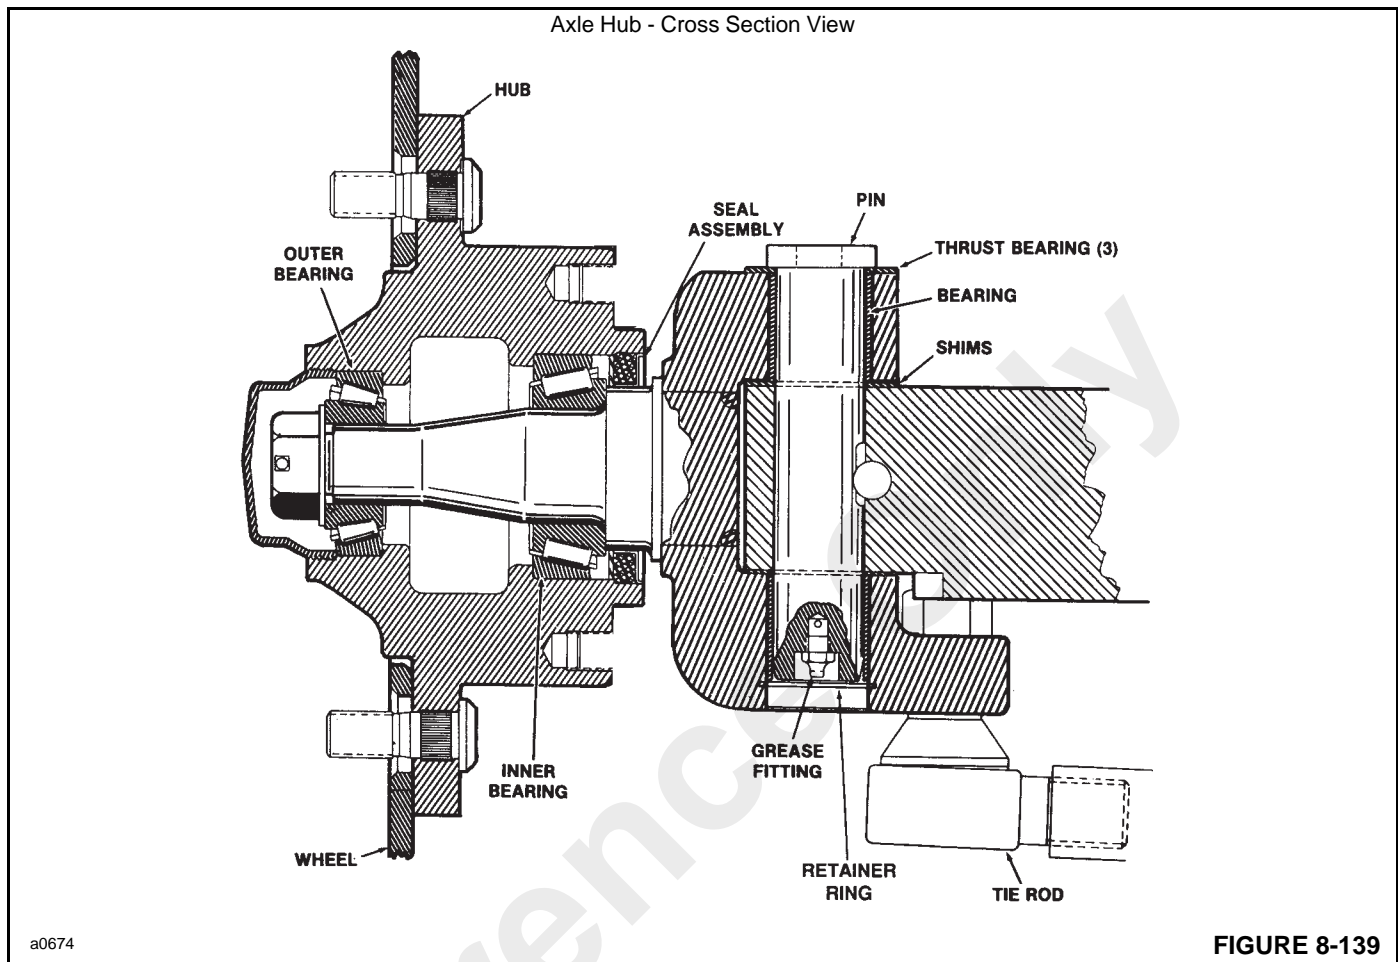 Axle Hub - Cross Section View
HUB
SEAL
ASSEMBLY
PIN
OUTER
BEARING
THRUST BEARING (3)
BEARING
SHIMS
GREASE
FITTING
INNER
BEARING
WHEEL
RETAINER
RING
TIE ROD
a0674
FIGURE 8-139